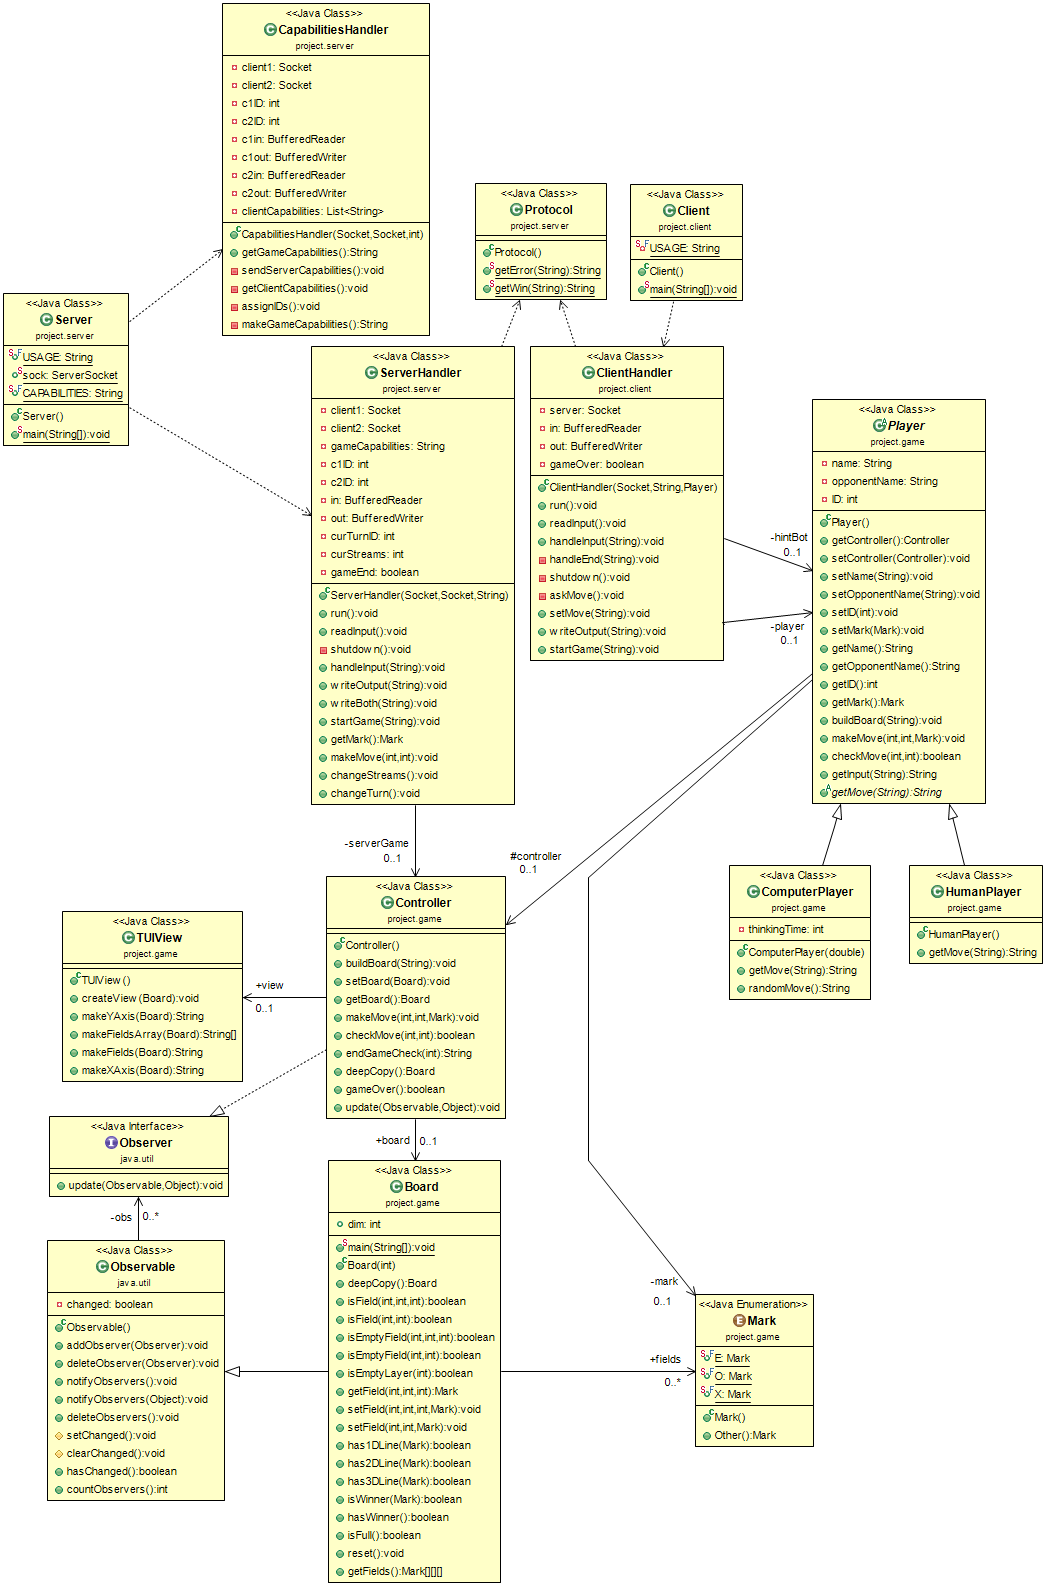 <<Java Class>>
CapabilitiesHandler
project.server
client1: Socket
client2: Socket
c1ID: int
c2ID: int
c1in: BufferedReader
c1out: BufferedWriter
c2in: BufferedReader
c2out: BufferedWriter
clientCapabilities: List<String>
CapabilitiesHandler(Socket,Socket,int)
getGameCapabilities():String
sendServerCapabilities():void
getClientCapabilities():void
assignIDs():void
makeGameCapabilities():String
<<Java Class>>
Protocol
project.server
Protocol()
getError(String):String
getWin(String):String
<<Java Class>>
Client
project.client
USAGE: String
Client()
main(String[]):void
<<Java Class>>
Server
project.server
USAGE: String
sock: ServerSocket
CAPABILITIES: String
Server()
main(String[]):void
<<Java Class>>
ServerHandler
project.server
client1: Socket
client2: Socket
gameCapabilities: String
c1ID: int
c2ID: int
in: BufferedReader
out: BufferedWriter
curTurnID: int
curStreams: int
gameEnd: boolean
ServerHandler(Socket,Socket,String)
run():void
readInput():void
shutdown():void
handleInput(String):void
writeOutput(String):void
writeBoth(String):void
startGame(String):void
getMark():Mark
makeMove(int,int):void
changeStreams():void
changeTurn():void
<<Java Class>>
ClientHandler
project.client
server: Socket
in: BufferedReader
out: BufferedWriter
gameOver: boolean
ClientHandler(Socket,String,Player)
run():void
readInput():void
handleInput(String):void
handleEnd(String):void
shutdown():void
askMove():void
setMove(String):void
writeOutput(String):void
startGame(String):void
-hintBot
0..1
-player
0..1
<<Java Class>>
Player
project.game
name: String
opponentName: String
ID: int
Player()
getController():Controller
setController(Controller):void
setName(String):void
setOpponentName(String):void
setID(int):void
setMark(Mark):void
getName():String
getOpponentName():String
getID():int
getMark():Mark
buildBoard(String):void
makeMove(int,int,Mark):void
checkMove(int,int):boolean
getInput(String):String
getMove(String):String
-serverGame
0..1
#controller
0..1
<<Java Class>>
ComputerPlayer
project.game
thinkingTime: int
ComputerPlayer(double)
getMove(String):String
randomMove():String
<<Java Class>>
HumanPlayer
project.game
HumanPlayer()
getMove(String):String
<<Java Class>>
Controller
project.game
Controller()
buildBoard(String):void
setBoard(Board):void
getBoard():Board
makeMove(int,int,Mark):void
checkMove(int,int):boolean
endGameCheck(int):String
deepCopy():Board
gameOver():boolean
update(Observable,Object):void
<<Java Class>>
TUIView
project.game
TUIView()
createView(Board):void
makeYAxis(Board):String
makeFieldsArray(Board):String[]
makeFields(Board):String
makeXAxis(Board):String
+view
0..1
<<Java Interface>>
Observer
java.util
update(Observable,Object):void
-obs
0..*
+board
0..1
<<Java Class>>
Observable
java.util
changed: boolean
Observable()
addObserver(Observer):void
deleteObserver(Observer):void
notifyObservers():void
notifyObservers(Object):void
deleteObservers():void
setChanged():void
clearChanged():void
hasChanged():boolean
countObservers():int
<<Java Class>>
Board
project.game
dim: int
main(String[]):void
Board(int)
deepCopy():Board
isField(int,int,int):boolean
isField(int,int):boolean
isEmptyField(int,int,int):boolean
isEmptyField(int,int):boolean
isEmptyLayer(int):boolean
getField(int,int,int):Mark
setField(int,int,int,Mark):void
setField(int,int,Mark):void
has1DLine(Mark):boolean
has2DLine(Mark):boolean
has3DLine(Mark):boolean
isWinner(Mark):boolean
hasWinner():boolean
isFull():boolean
reset():void
getFields():Mark[][][]
+fields
0..*
-mark
0..1
<<Java Enumeration>>
Mark
project.game
E: Mark
O: Mark
X: Mark
Mark()
Other():Mark